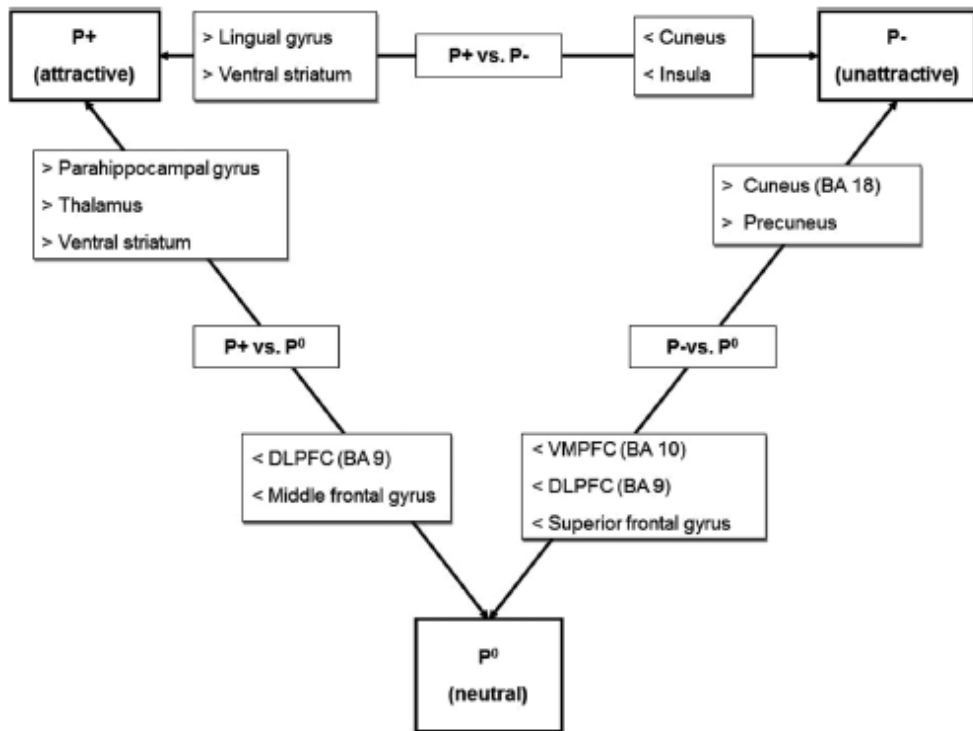 P+
(attractive)
> Lingual gyrus
> Ventral striatum
P+ vs. P-
< Cuneus
< Insula
P-
(unattractive)
> Parahippocampal gyrus
> Thalamus
> Ventral striatum
> Cuneus (BA 18)
> Precuneus
P+ vs. P⁰
P-vs. P⁰
< DLPFC (BA 9)
< Middle frontal gyrus
< VMPFC (BA 10)
< DLPFC (BA 9)
< Superior frontal gyrus
P⁰
(neutral)